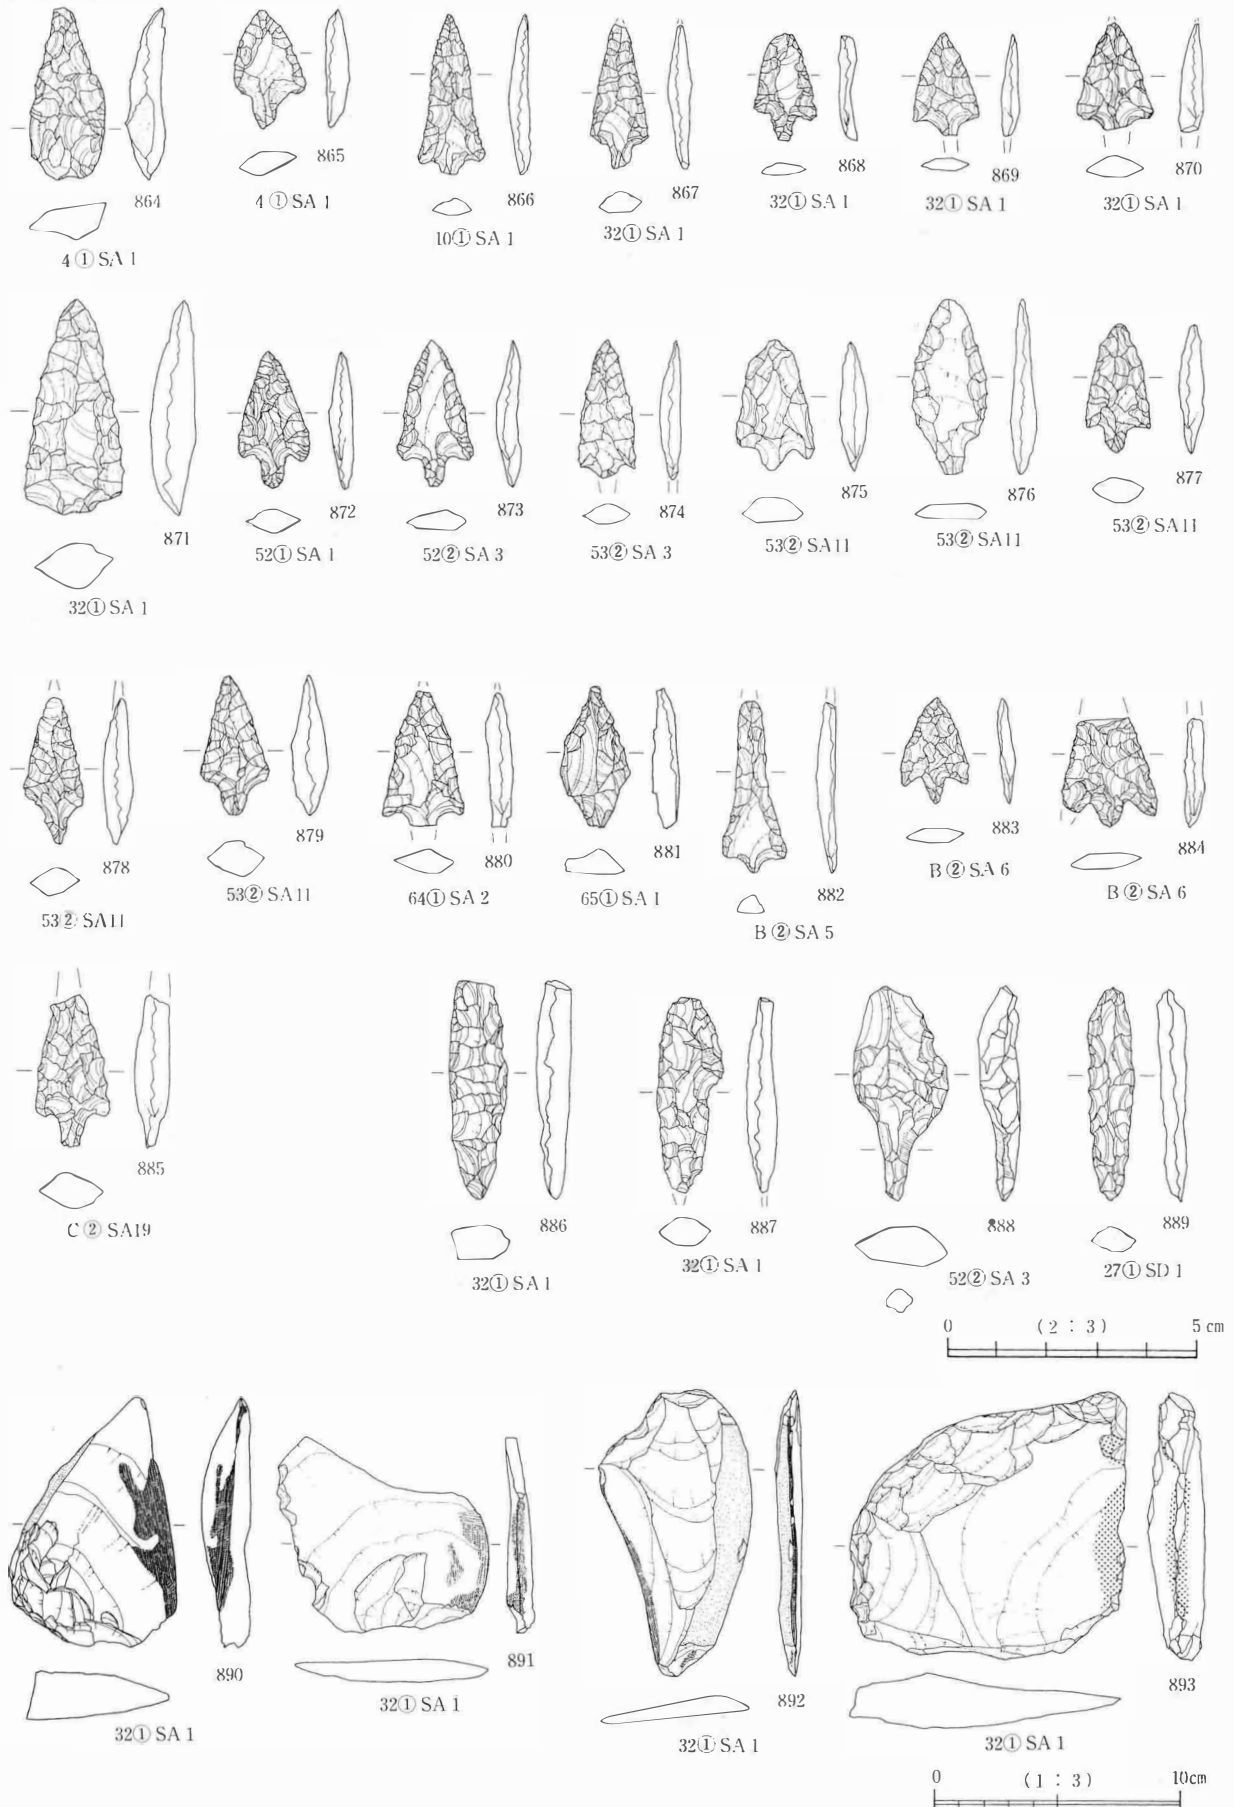 864
4①SA1
865
4①SA1
866
10①SA1
867
32①SA1
868
32①SA1
869
32①SA1
870
32①SA1
871
32①SA1
872
52①SA1
873
52②SA3
874
53②SA3
875
53②SA11
876
53②SA11
877
53②SA11
878
53②SA11
879
53②SA11
880
64①SA2
881
65①SA1
882
B②SA5
883
B②SA6
884
B②SA6
885
C②SA19
886
32①SA1
887
32①SA1
888
52②SA3
889
27①SD1
0 (2:3) 5cm
890
32①SA1
891
32①SA1
892
32①SA1
893
32①SA1
0 (1:3) 10cm